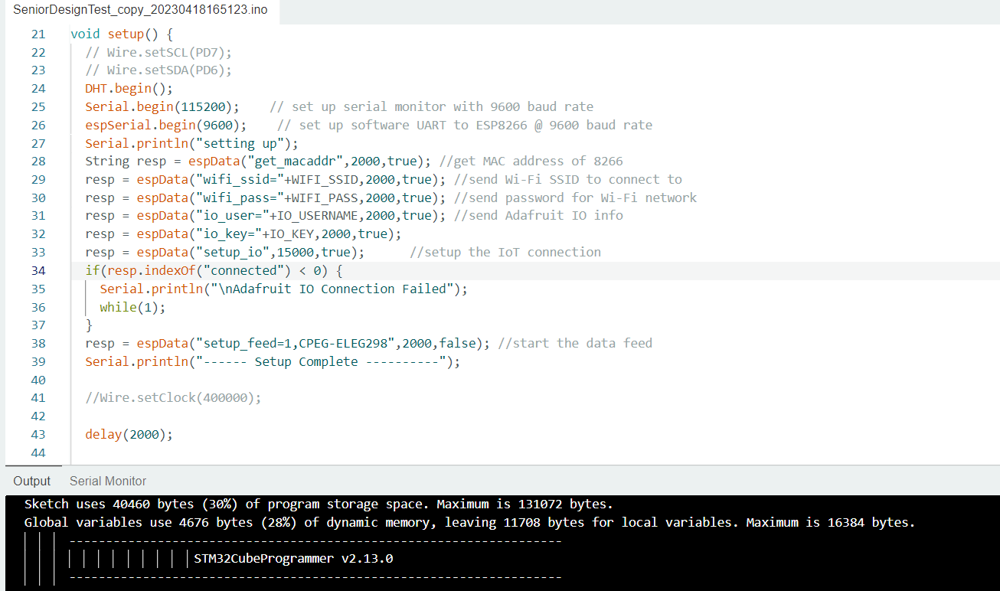 SeniorDesignTest_copy_20230418165123.ino
21 void setup() {
22 // Wire.setSCL(PD7);
23 // Wire.setSDA(PD6);
24 DHT.begin();
25 Serial.begin(115200);    // set up serial monitor with 9600 baud rate
26 espSerial.begin(9600);    // set up software UART to ESP8266 @ 9600 baud rate
27 Serial.println("setting up");
28 String resp = espData("get_macaddr",2000,true); //get MAC address of 8266
29 resp = espData("wifi_ssid="+WIFI_SSID,2000,true); //send Wi-Fi SSID to connect to
30 resp = espData("wifi_pass="+WIFI_PASS,2000,true); //send password for Wi-Fi network
31 resp = espData("io_user="+IO_USERNAME,2000,true); //send Adafruit IO info
32 resp = espData("io_key="+IO_KEY,2000,true);
33 resp = espData("setup_io",15000,true);      //setup the IoT connection
34 if(resp.indexOf("connected") < 0) {
35 Serial.println("\nAdafruit IO Connection Failed");
36 while(1);
37 }
38 resp = espData("setup_feed=1,CPEG-ELEG298",2000,false); //start the data feed
39 Serial.println("------ Setup Complete ----------");
40
41 //Wire.setClock(400000);
42
43 delay(2000);
44
Output Serial Monitor
Sketch uses 40460 bytes (30%) of program storage space. Maximum is 131072 bytes.
Global variables use 4676 bytes (28%) of dynamic memory, leaving 11708 bytes for local variables. Maximum is 16384 bytes.
-------------------------------------------------------------------
STM32CubeProgrammer v2.13.0
-------------------------------------------------------------------